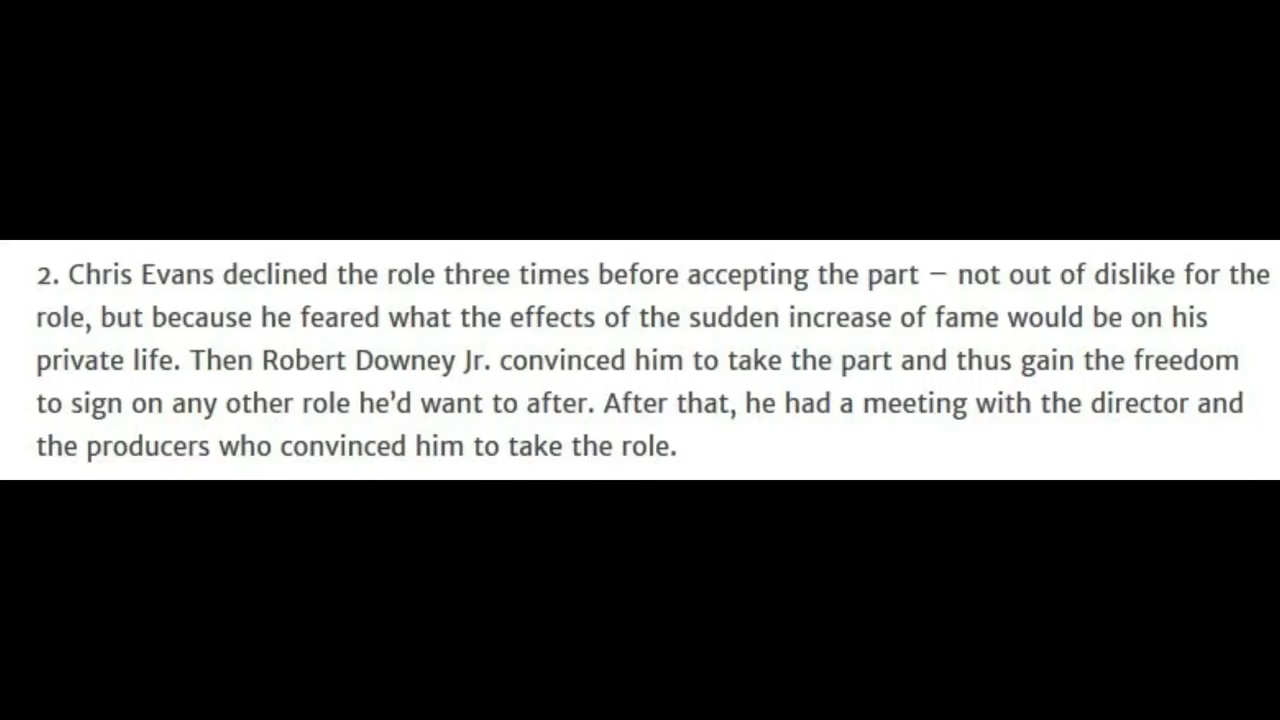 2. Chris Evans declined the role three times before accepting the part – not out of dislike for the
role, but because he feared what the effects of the sudden increase of fame would be on his
private life. Then Robert Downey Jr. convinced him to take the part and thus gain the freedom
to sign on any other role he’d want to after. After that, he had a meeting with the director and
the producers who convinced him to take the role.